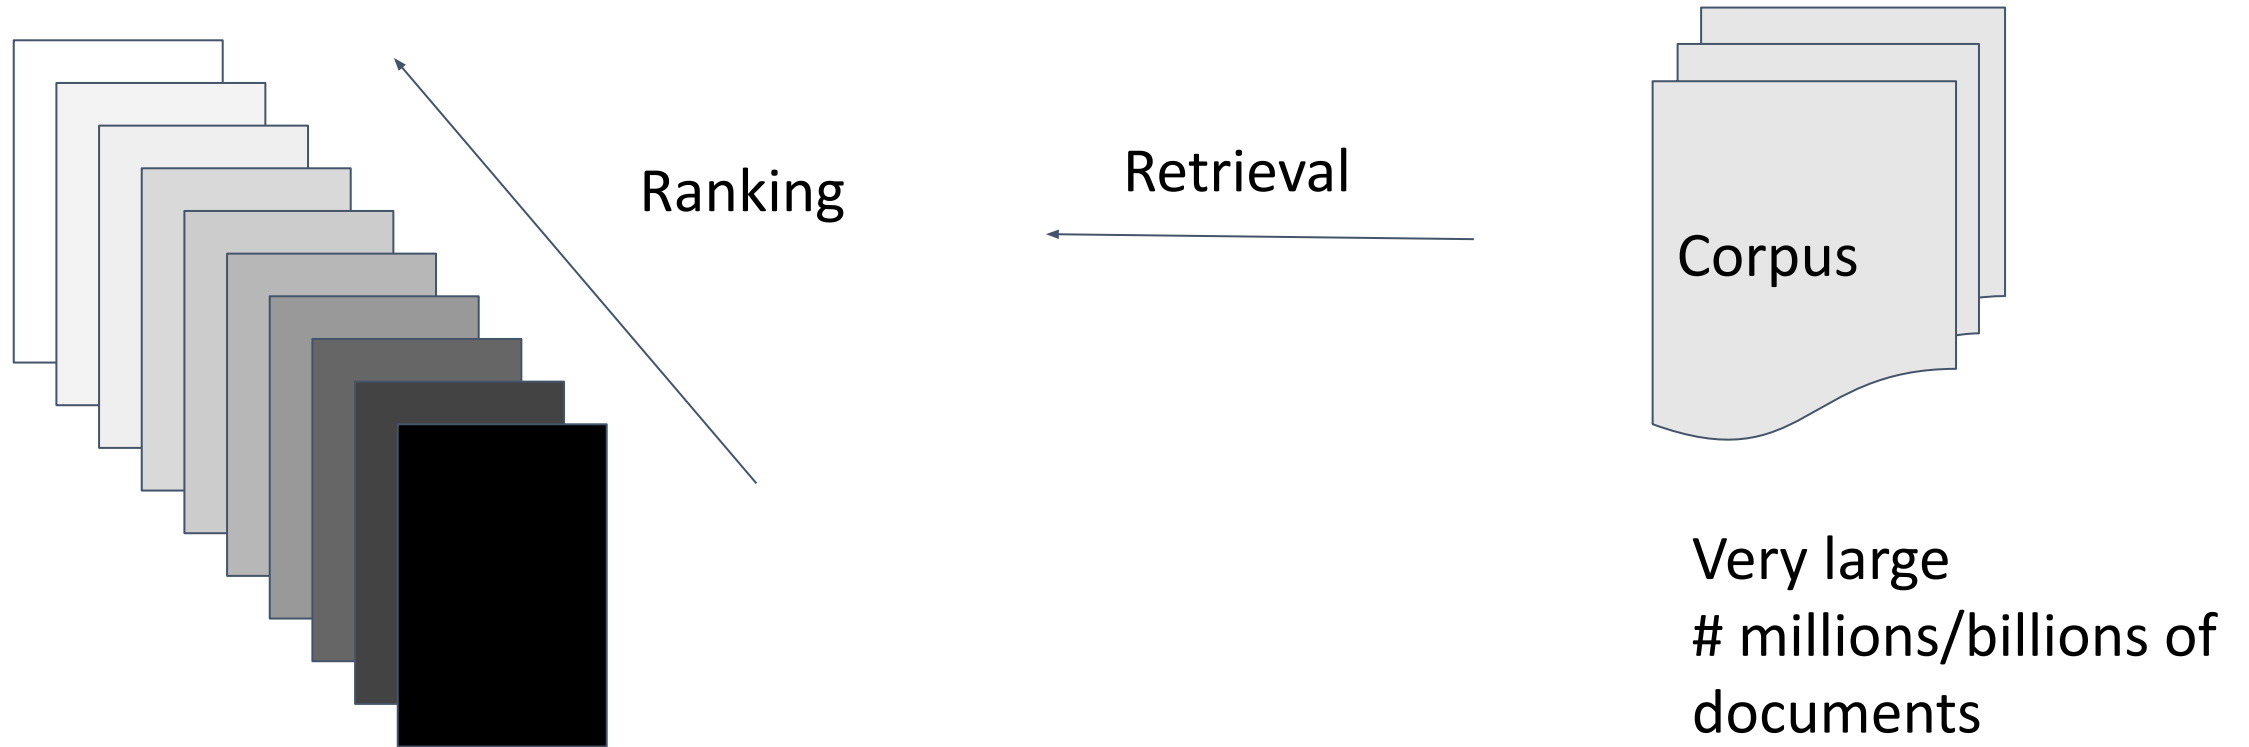 Ranking
Retrieval
Corpus
Very large
# millions/billions of
documents